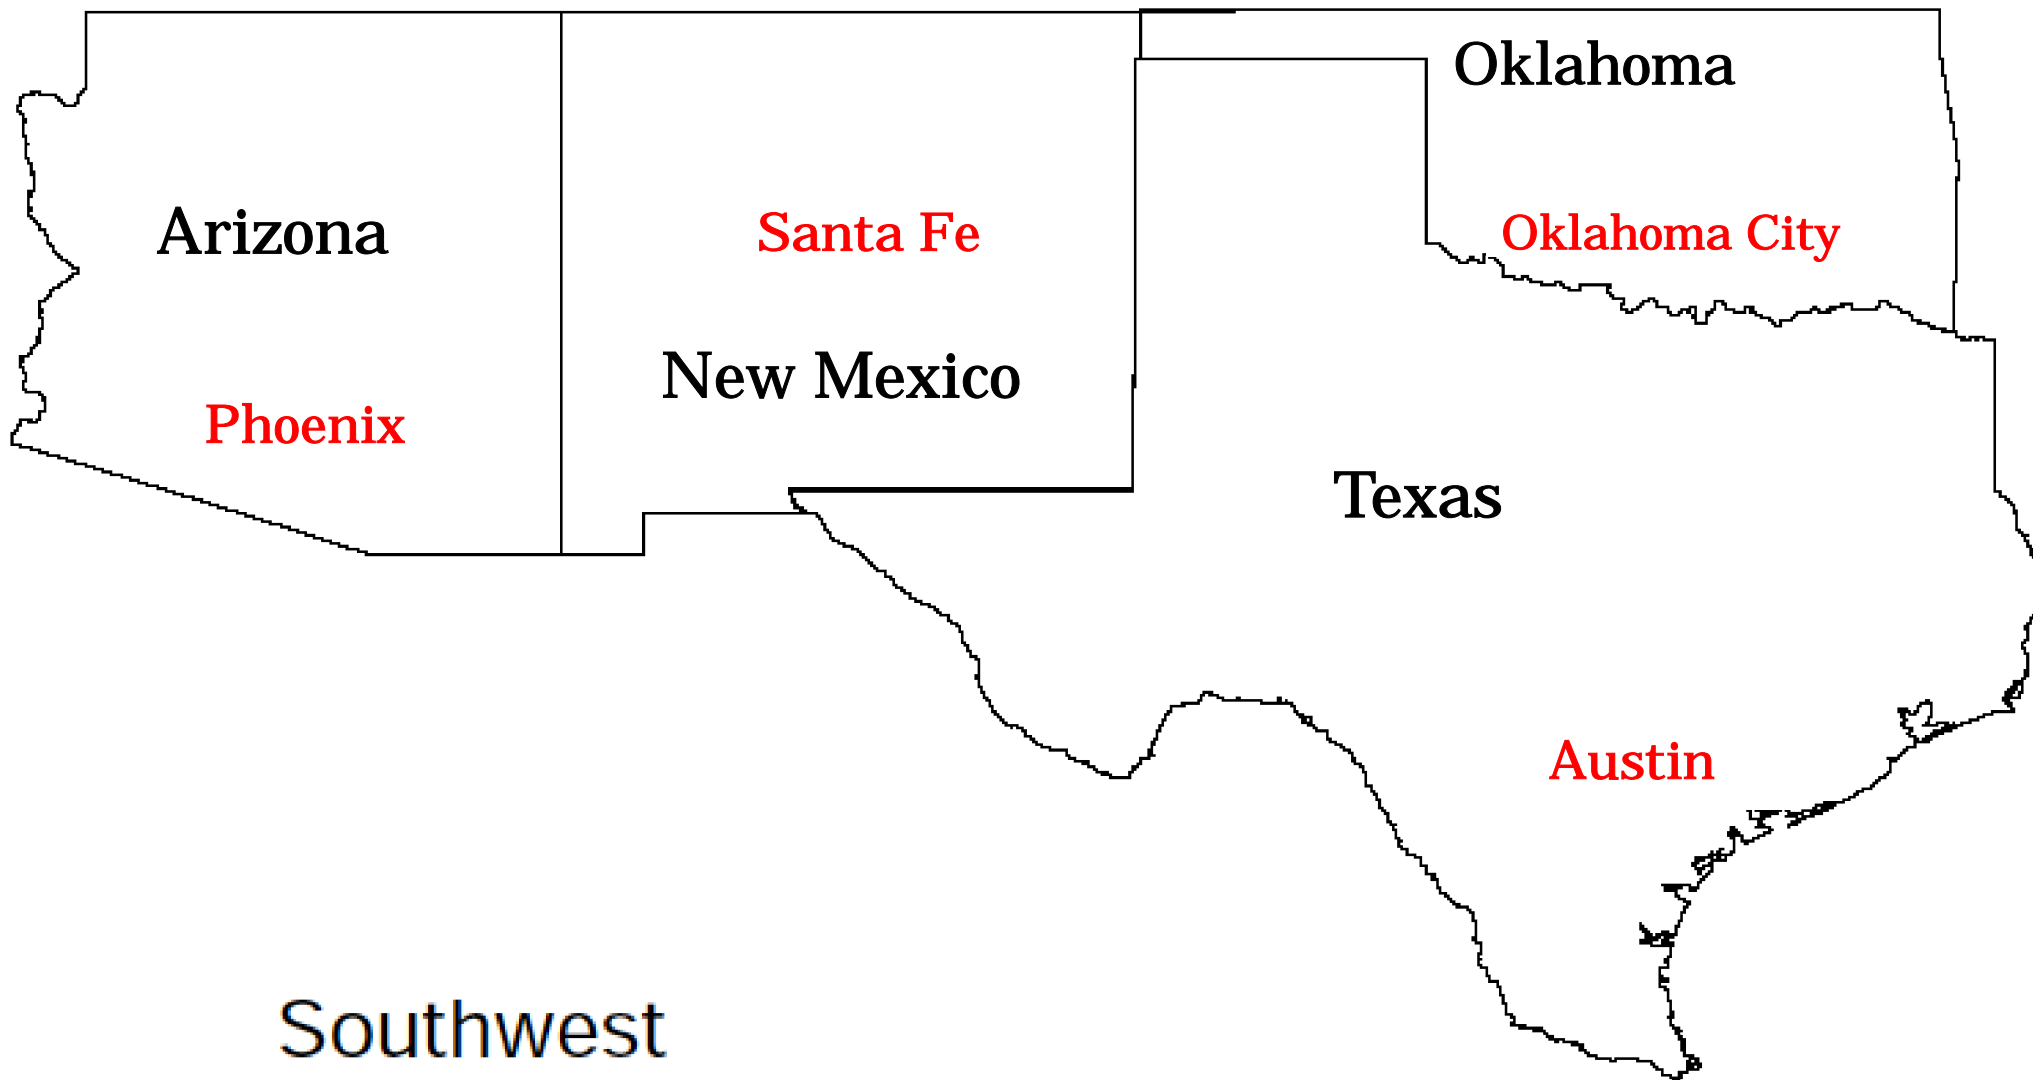 Oklahoma
Arizona
Santa Fe
Oklahoma City
New Mexico
Phoenix
Texas
Austin
Southwest